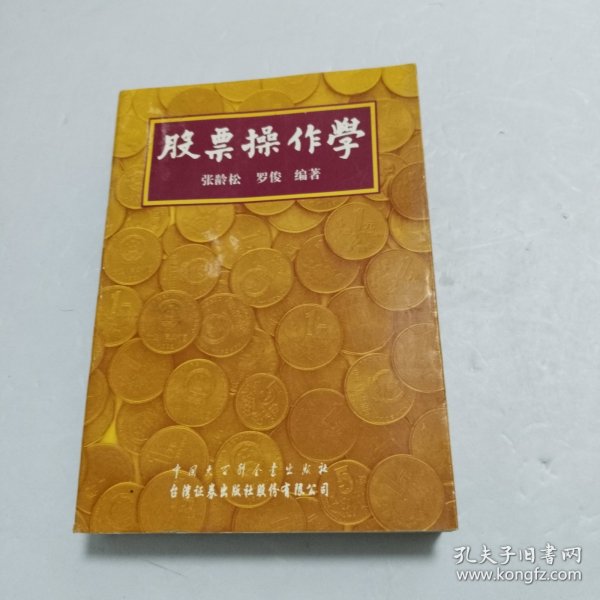 股票操作學
张龄松 罗俊 编著
中国大百科全书出版社
台湾证券出版社股份有限公司
孔夫子旧書网
www.kongfz.com